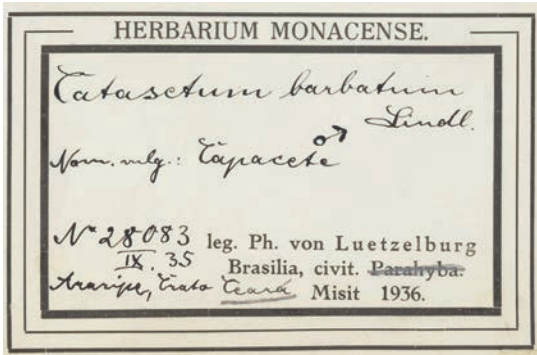 HERBARIUM MONACENSE.
Catasetum barbatum
Lindl.
♂
Nom. vulg.: Capacete
No 28083 leg. Ph. von Luetzelburg
IX. 35 Brasilia, civit. Parahyba.
Araripe, Crato Ceará Misit 1936.